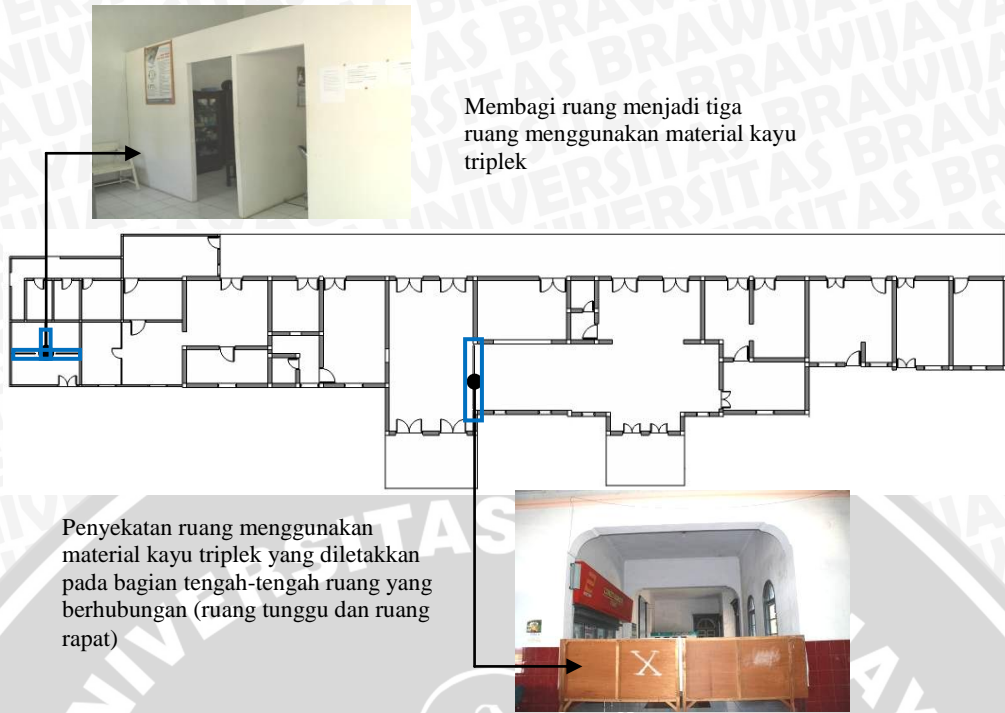 Membagi ruang menjadi tiga
ruang menggunakan material kayu
triplek
Penyekatan ruang menggunakan
material kayu triplek yang diletakkan
pada bagian tengah-tengah ruang yang
berhubungan (ruang tunggu dan ruang
rapat)
X